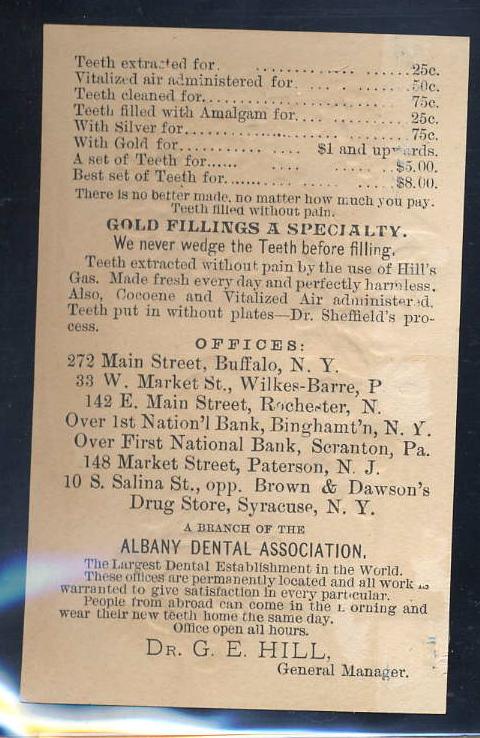 Teeth extracted for. .................... ......25c.
Vitalized air administered for. .................50c.
Teeth cleaned for.......................... 75c.
Teeth filled with Amalgam for................ 25c.
With Silver for........................... 75c.
With Gold for.............. .... $1 and upwards.
A set of Teeth for...... .... .... .....$5.00.
Best set of Teeth for............ .... .....$8.00.
There is no better made, no matter how much you pay.
Teeth filled without pain.
GOLD FILLINGS A SPECIALTY.
We never wedge the Teeth before filling.
Teeth extracted without pain by the use of Hill's
Gas. Made fresh every day and perfectly harmless.
Also, Cocoene and Vitalized Air administered.
Teeth put in without plates—Dr. Sheffield's pro-
cess.
OFFICES:
272 Main Street, Buffalo, N. Y.
33 W. Market St., Wilkes-Barre, P
142 E. Main Street, Rochester, N.
Over 1st Nation'l Bank, Binghamt'n, N. Y.
Over First National Bank, Scranton, Pa.
148 Market Street, Paterson, N. J.
10 S. Salina St., opp. Brown & Dawson's
Drug Store, Syracuse, N. Y.
A BRANCH OF THE
ALBANY DENTAL ASSOCIATION,
The Largest Dental Establishment in the World.
These offices are permanently located and all work is
warranted to give satisfaction in every particular.
People from abroad can come in the morning and
wear their new teeth home the same day.
Office open all hours.
DR. G. E. HILL,
General Manager.